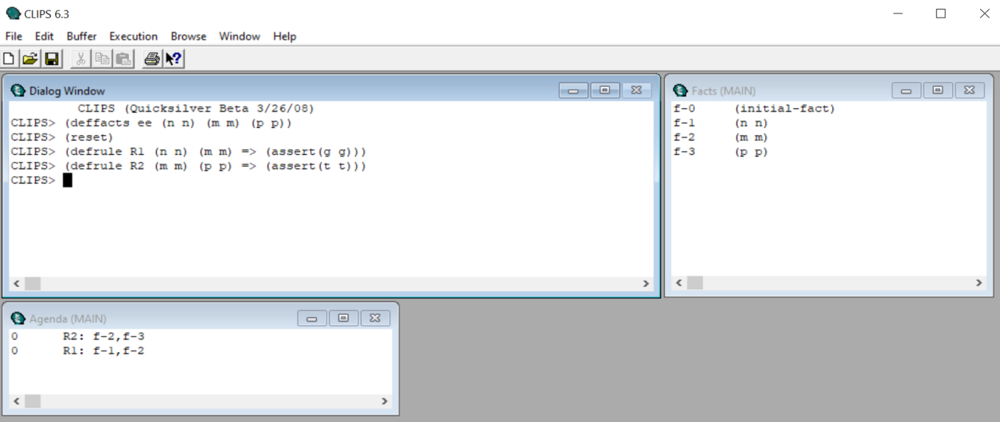 CLIPS 6.3
File Edit Buffer Execution Browse Window Help
Dialog Window
CLIPS (Quicksilver Beta 3/26/08)
CLIPS> (deffacts ee (n n) (m m) (p p))
CLIPS> (reset)
CLIPS> (defrule R1 (n n) (m m) => (assert(g g)))
CLIPS> (defrule R2 (m m) (p p) => (assert(t t)))
CLIPS>
Facts (MAIN)
f-0 (initial-fact)
f-1 (n n)
f-2 (m m)
f-3 (p p)
Agenda (MAIN)
0 R2: f-2,f-3
0 R1: f-1,f-2